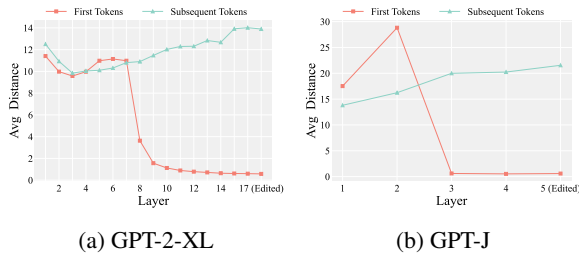 First Tokens Subsequent Tokens
14
12
10
8
6
4
2
0
Avg Distance
2 4 6 8 10 12 14 17 (Edited)
Layer
(a) GPT-2-XL
First Tokens Subsequent Tokens
30
25
20
15
10
5
0
Avg Distance
1 2 3 4 5 (Edited)
Layer
(b) GPT-J